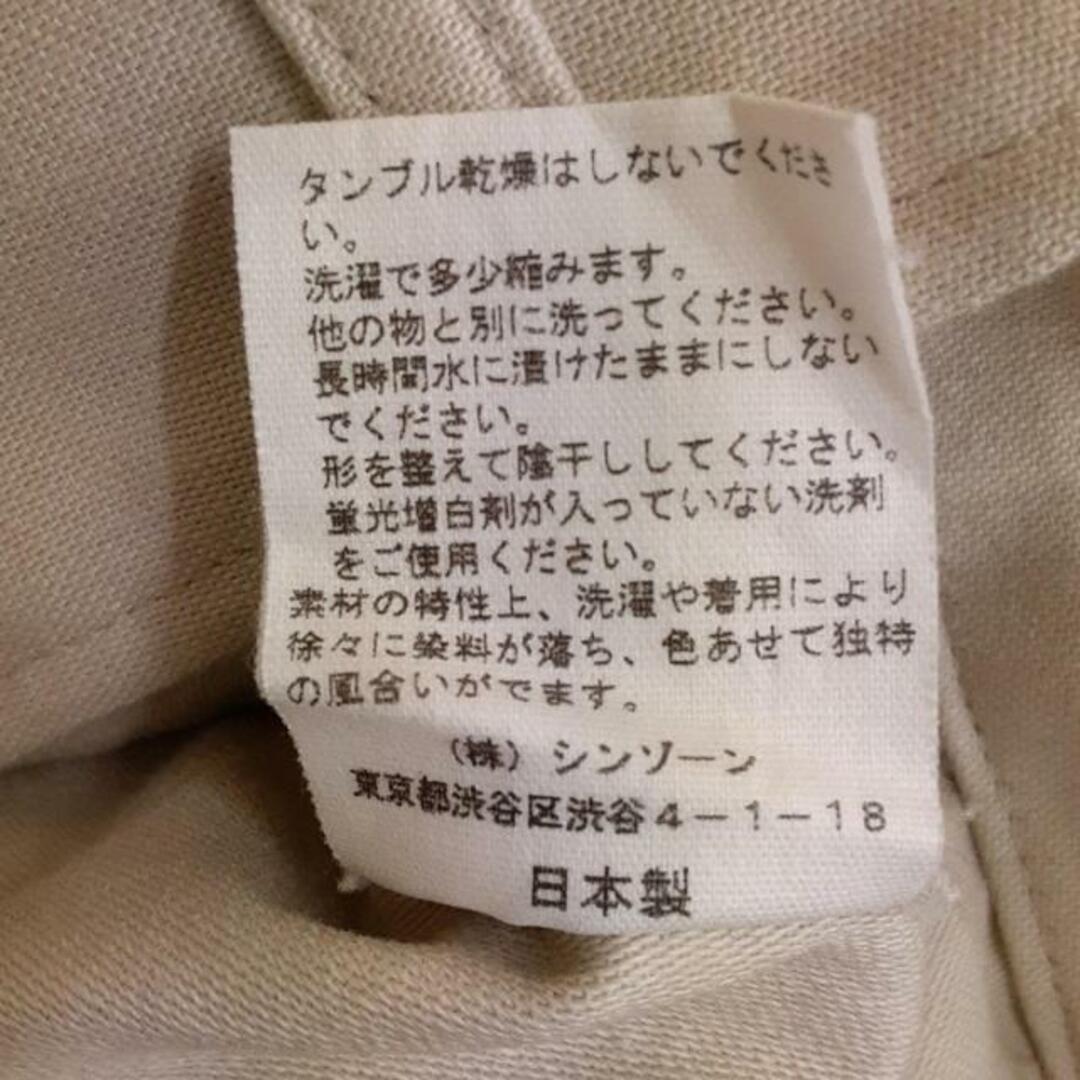 タンブル乾燥はしないでくださ
い。
洗濯で多少縮みます。
他の物と別に洗ってください。
長時間水に漬けたままにしない
でください。
形を整えて陰干ししてください。
蛍光増白剤が入っていない洗剤
をご使用ください。
素材の特性上、洗濯や着用により
徐々に染料が落ち、色あせて独特
の風合いがでます。
(株) シンゾーン
東京都渋谷区渋谷4-1-18
日本製